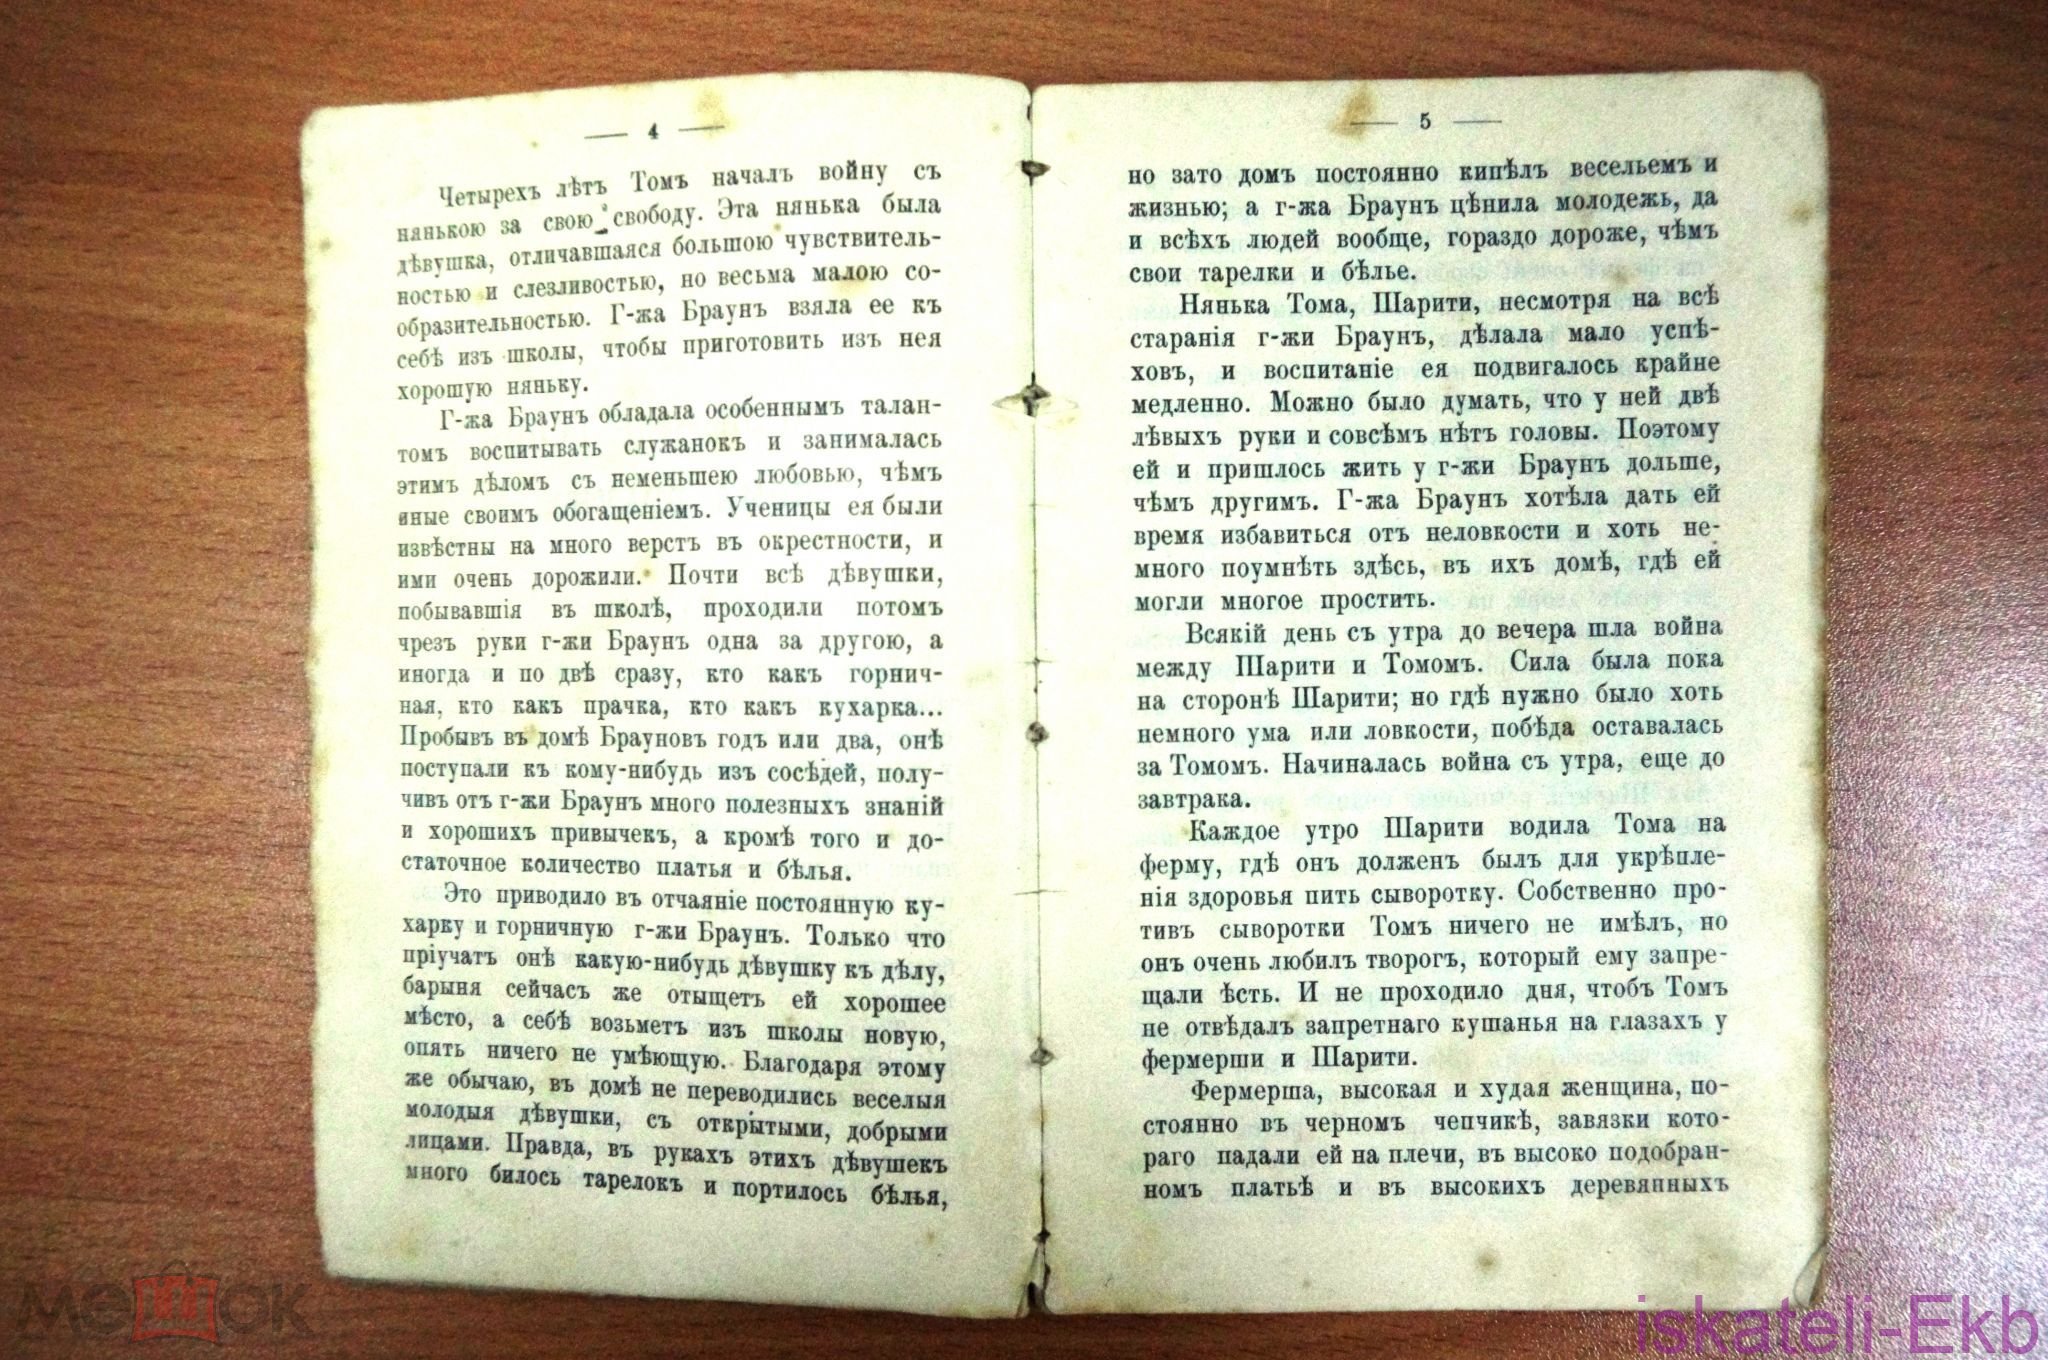 — 4 —
Четырехъ лѣтъ Томъ началъ войну съ
нянькою за свою свободу. Эта нянька была
дѣвушка, отличавшаяся большою чувствитель-
ностью и слезливостью, но весьма малою со-
образительностью. Г-жа Браунъ взяла ее къ
себѣ изъ школы, чтобы приготовить изъ нея
хорошую няньку.
Г-жа Браунъ обладала особеннымъ талан-
томъ воспитывать служанокъ и занималась
этимъ дѣломъ съ неменьшею любовью, чѣмъ
иные своимъ обогащеніемъ. Ученицы ея были
извѣстны на много верстъ въ окрестности, и
ими очень дорожили. Почти всѣ дѣвушки,
побывавшія въ школѣ, проходили потомъ
чрезъ руки г-жи Браунъ одна за другою, а
иногда и по двѣ сразу, кто какъ горнич-
ная, кто какъ прачка, кто какъ кухарка...
Пробывъ въ домѣ Брауновъ годъ или два, онѣ
поступали къ кому-нибудь изъ сосѣдей, полу-
чивъ отъ г-жи Браунъ много полезныхъ знаній
и хорошихъ привычекъ, а кромѣ того и до-
статочное количество платья и бѣлья.
Это приводило въ отчаяніе постоянную ку-
харку и горничную г-жи Браунъ. Только что
пріучатъ онѣ какую-нибудь дѣвушку къ дѣлу,
барыня сейчасъ же отыщетъ ей хорошее
мѣсто, а себѣ возьметъ изъ школы новую,
опять ничего не умѣющую. Благодаря этому
же обычаю, въ домѣ не переводились веселыя
молодыя дѣвушки, съ открытыми, добрыми
лицами. Правда, въ рукахъ этихъ дѣвушекъ
много билось тарелокъ и портилось бѣлья,
— 5 —
но зато домъ постоянно кипѣлъ весельемъ и
жизнью; а г-жа Браунъ цѣнила молодежь, да
и всѣхъ людей вообще, гораздо дороже, чѣмъ
свои тарелки и бѣлье.
Нянька Тома, Шарити, несмотря на всѣ
старанія г-жи Браунъ, дѣлала мало успѣ-
ховъ, и воспитаніе ея подвигалось крайне
медленно. Можно было думать, что у ней двѣ
лѣвыхъ руки и совсѣмъ нѣтъ головы. Поэтому
ей и пришлось жить у г-жи Браунъ дольше,
чѣмъ другимъ. Г-жа Браунъ хотѣла дать ей
время избавиться отъ неловкости и хоть не-
много поумнѣть здѣсь, въ ихъ домѣ, гдѣ ей
могли многое простить.
Всякій день съ утра до вечера шла война
между Шарити и Томомъ. Сила была пока
на сторонѣ Шарити; но гдѣ нужно было хоть
немного ума или ловкости, побѣда оставалась
за Томомъ. Начиналась война съ утра, еще до
завтрака.
Каждое утро Шарити водила Тома на
ферму, гдѣ онъ долженъ былъ для укрѣпле-
нія здоровья пить сыворотку. Собственно про-
тивъ сыворотки Томъ ничего не имѣлъ, но
онъ очень любилъ творогъ, который ему запре-
щали ѣсть. И не проходило дня, чтобъ Томъ
не отвѣдалъ запретнаго кушанья на глазахъ у
фермерши и Шарити.
Фермерша, высокая и худая женщина, по-
стоянно въ черномъ чепчикѣ, завязки кото-
раго падали ей на плечи, въ высоко подобран-
номъ платьѣ и въ высокихъ деревянныхъ
мешок
iskateli-Ekb